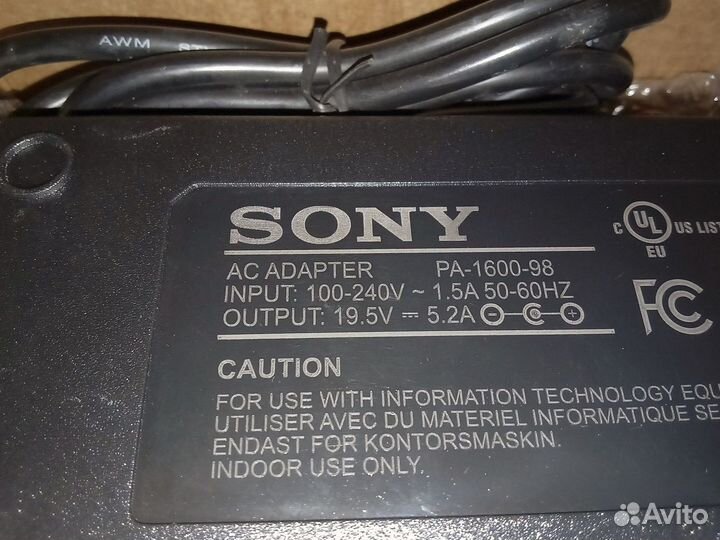 AWM
SONY
AC ADAPTER PA-1600-98
INPUT: 100-240V ~ 1.5A 50-60HZ
OUTPUT: 19.5V ⎓ 5.2A
C UL US LIST
EU
FC
CAUTION
FOR USE WITH INFORMATION TECHNOLOGY EQU
UTILISER AVEC DU MATERIEL INFORMATIQUE SE
ENDAST FOR KONTORSMASKIN.
INDOOR USE ONLY.
Avito